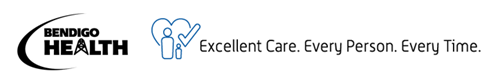 BENDIGO
HEALTH
Excellent Care. Every Person. Every Time.